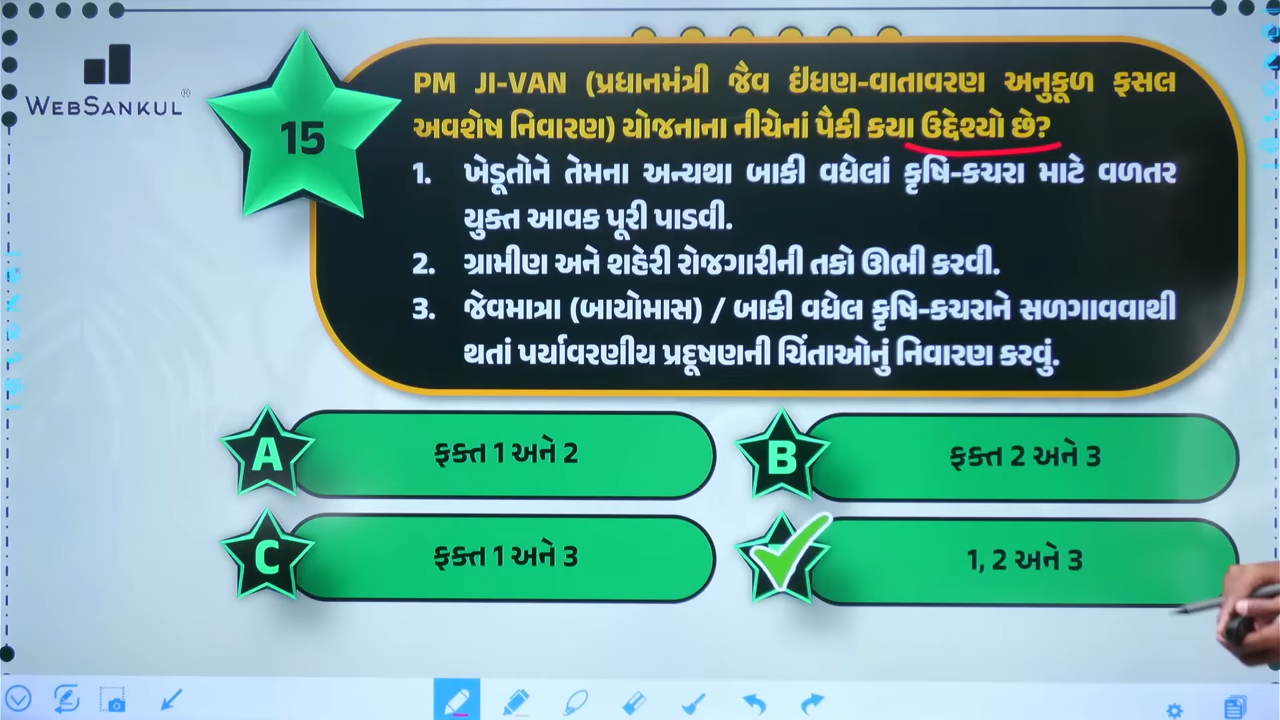 WEBSANKUL®
15
PM JI-VAN (પ્રધાનમંત્રી જૈવ ઇંધણ-વાતાવરણ અનુકૂળ ફસલ
અવશેષ નિવારણ) યોજનાના નીચેનાં પૈકી કયા ઉદ્દેશ્યો છે?
1. ખેડૂતોને તેમના અન્યથા બાકી વધેલાં કૃષિ-કચરા માટે વળતર
યુક્ત આવક પૂરી પાડવી.
2. ગ્રામીણ અને શહેરી રોજગારીની તકો ઊભી કરવી.
3. જેવમાત્રા (બાયોમાસ) / બાકી વધેલ કૃષિ-કચરાને સળગાવવાથી
થતાં પર્યાવરણીય પ્રદૂષણની ચિંતાઓનું નિવારણ કરવું.
A ફક્ત 1 અને 2
B ફક્ત 2 અને 3
C ફક્ત 1 અને 3
1, 2 અને 3